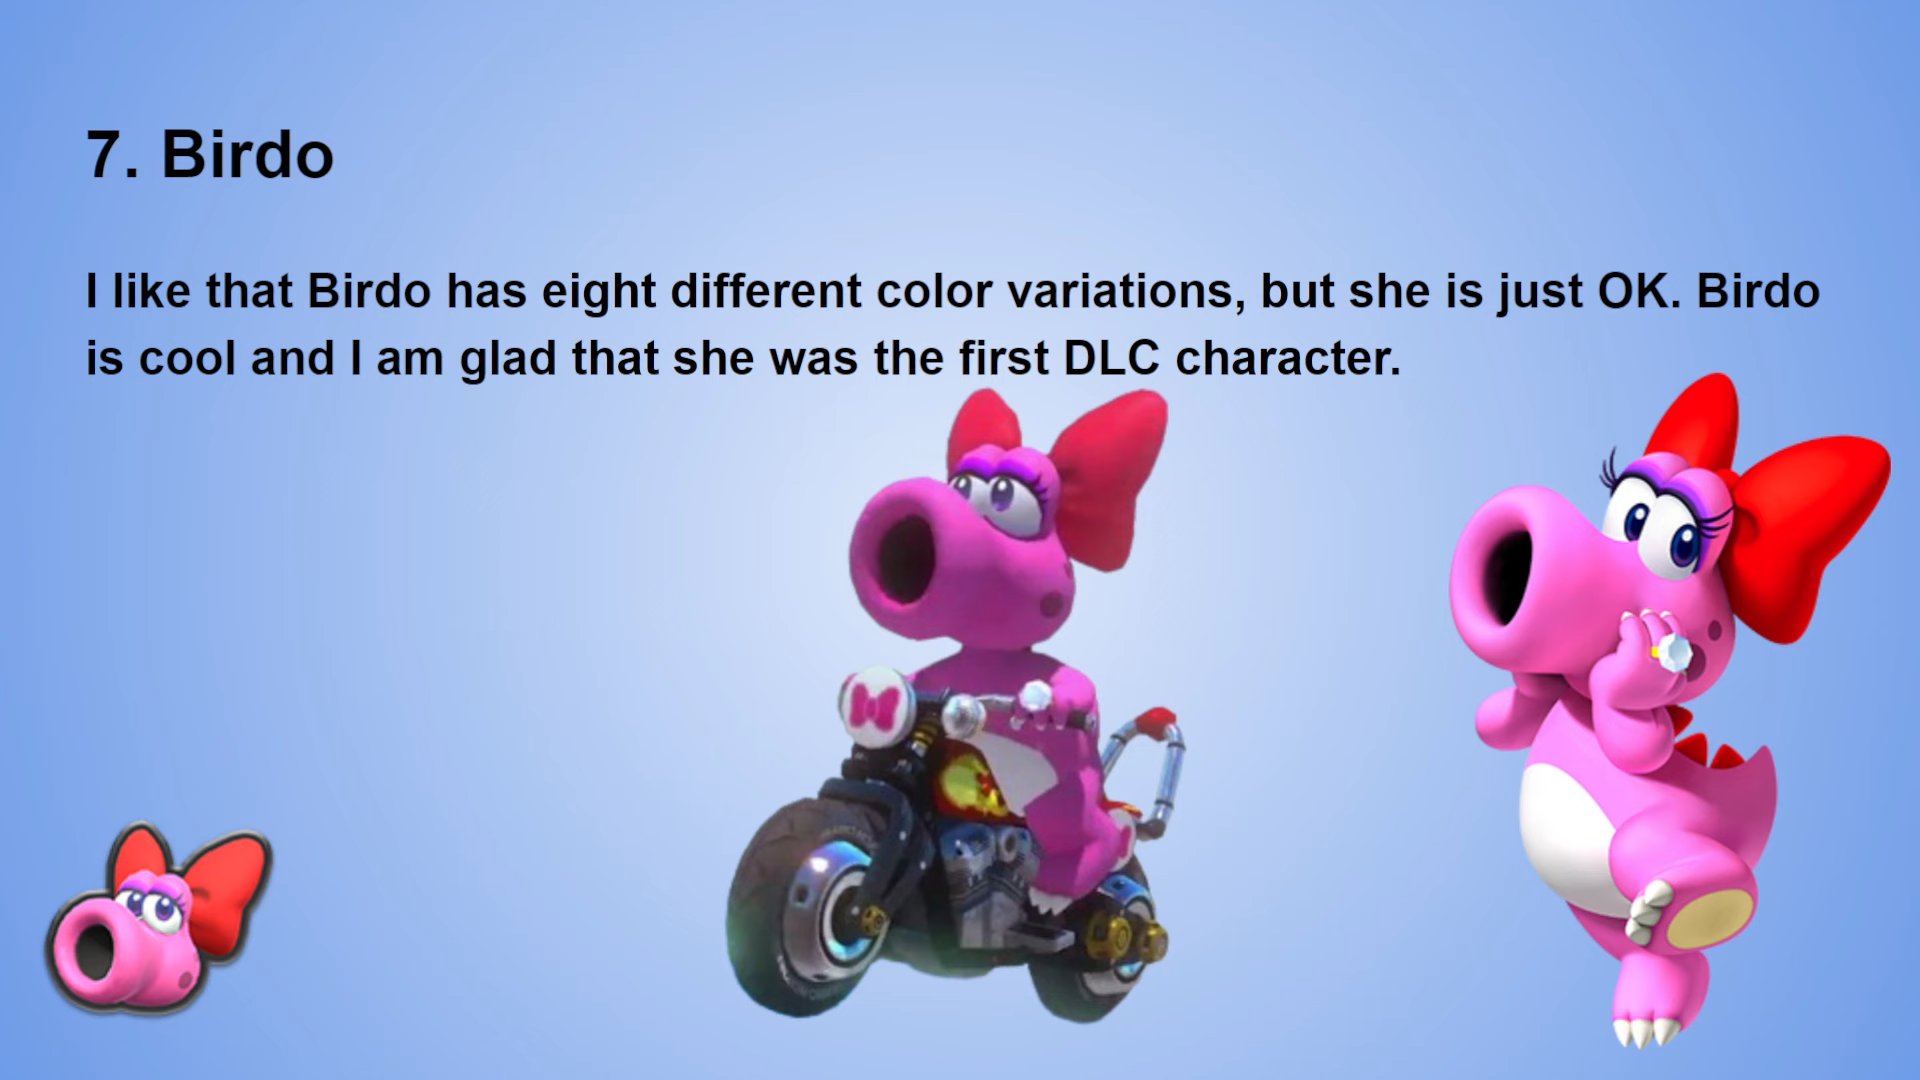 7. Birdo
I like that Birdo has eight different color variations, but she is just OK. Birdo
is cool and I am glad that she was the first DLC character.